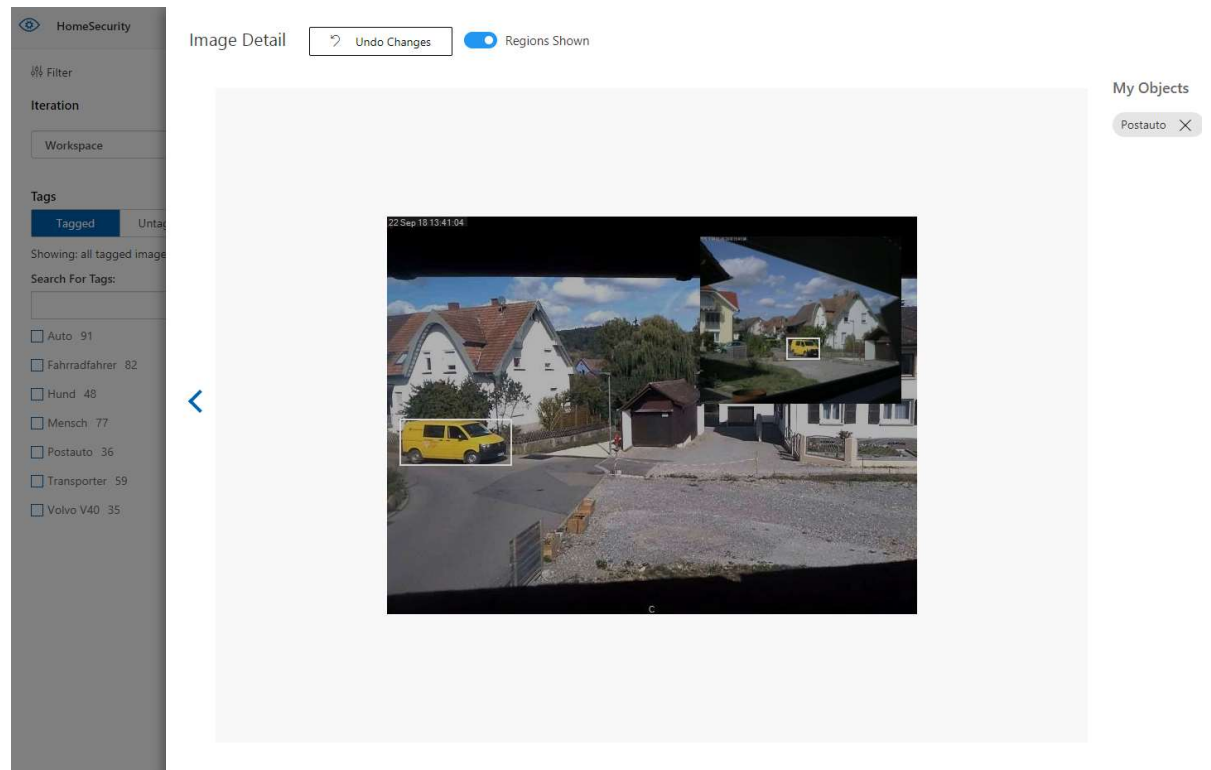 HomeSecurity
Filter
Iteration
Workspace
Tags
Tagged Untag
Showing: all tagged image
Search For Tags:
Auto 91
Fahrradfahrer 82
Hund 48
Mensch 77
Postauto 36
Transporter 59
Volvo V40 35
Image Detail Undo Changes Regions Shown
My Objects
Postauto
22 Sep 18 13:41:04
C